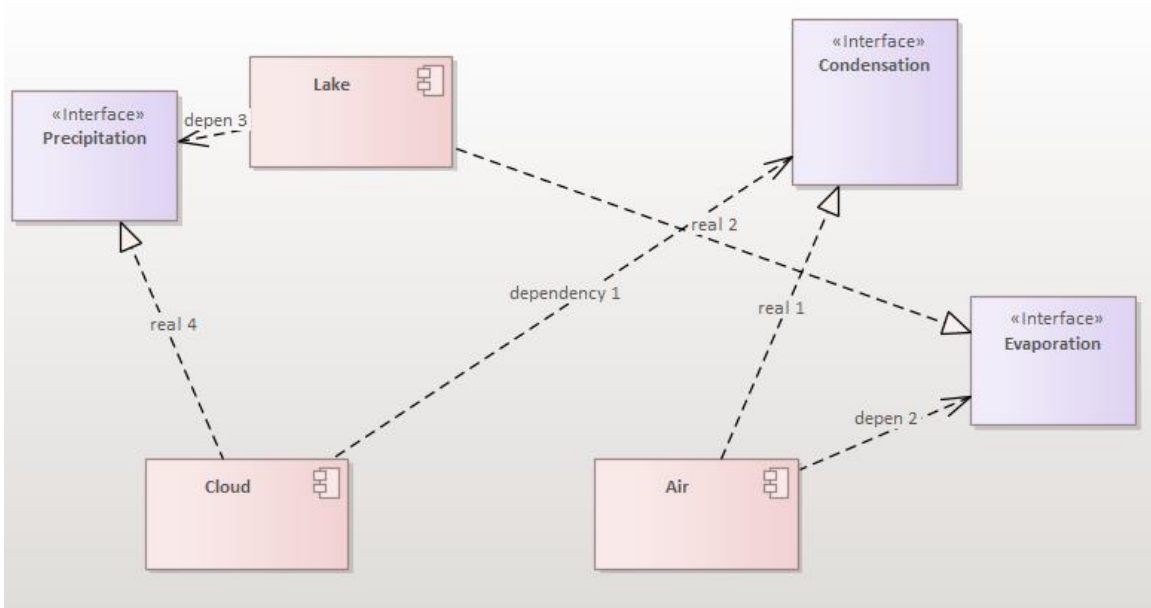 «Interface»
Condensation
Lake
«Interface»
Precipitation
depen 3
real 2
dependency 1
real 1
real 4
«Interface»
Evaporation
depen 2
Cloud
Air